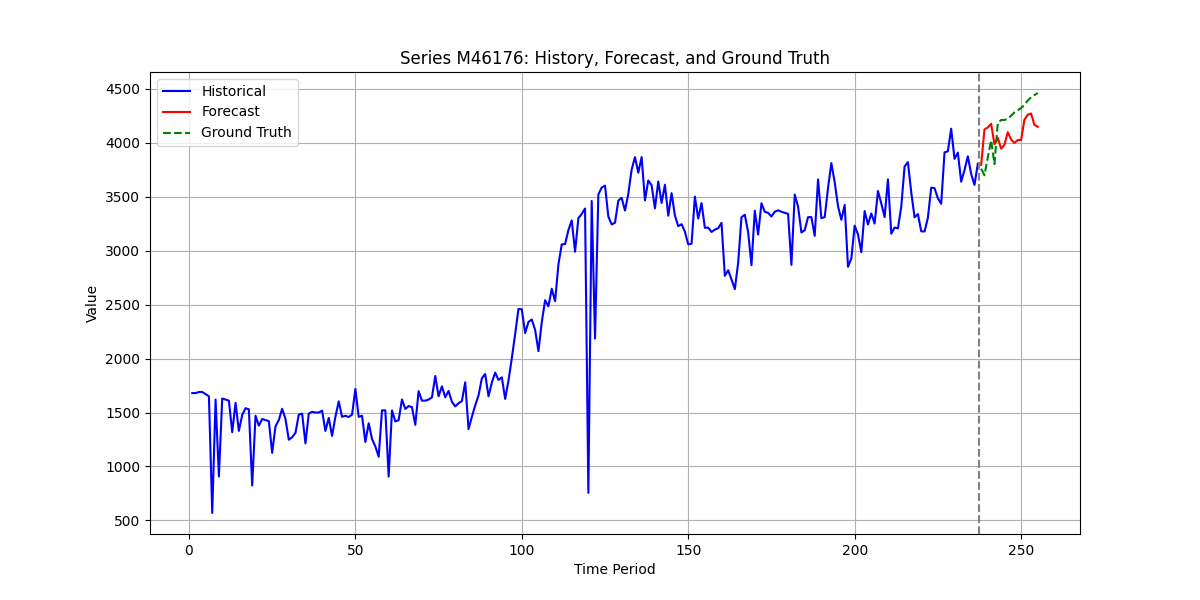 Series M46176: History, Forecast, and Ground Truth
Historical
Forecast
Ground Truth
4500
4000
3500
3000
2500
2000
1500
1000
500
Value
0 50 100 150 200 250
Time Period